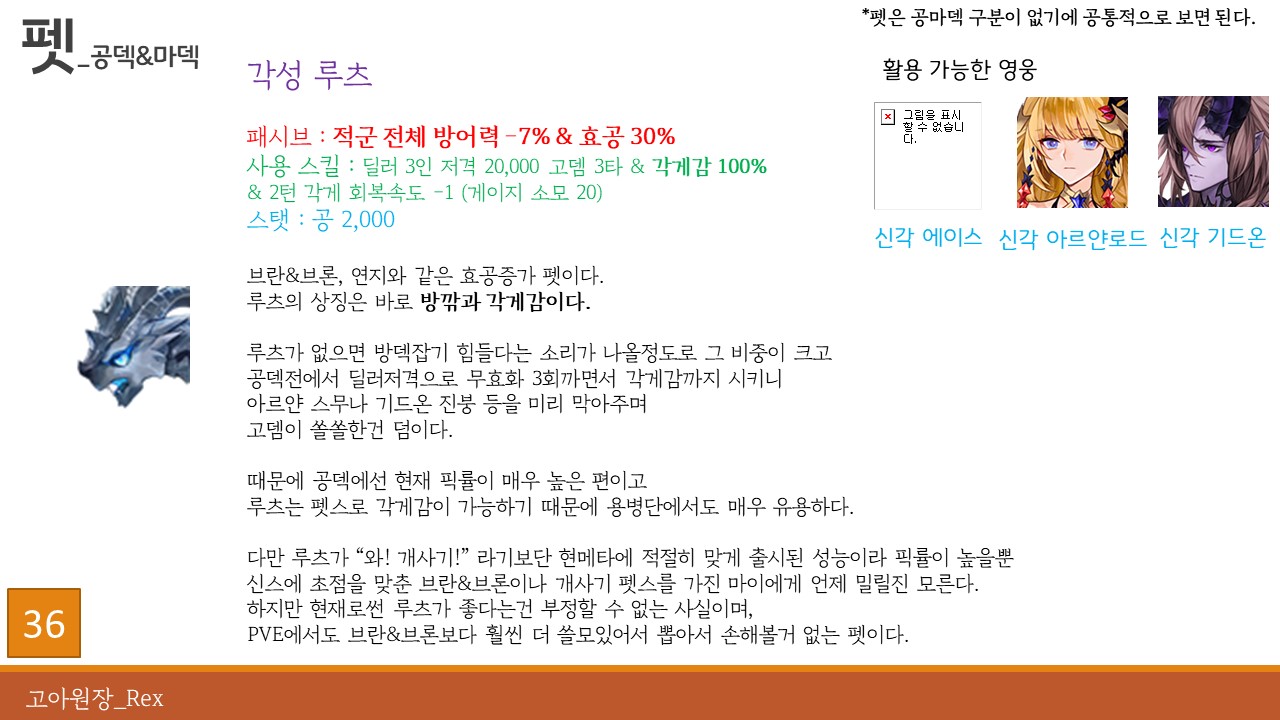 *펫은 공마덱 구분이 없기에 공통적으로 보면 된다.
펫_공덱&마덱
각성 루츠
활용 가능한 영웅
그림을 표시
할 수 없습니
다.
신각 에이스 신각 아르얀로드 신각 기드온
패시브 : 적군 전체 방어력 -7% & 효공 30%
사용 스킬 : 딜러 3인 저격 20,000 고뎀 3타 & 각게감 100%
& 2턴 각게 회복속도 -1 (게이지 소모 20)
스탯 : 공 2,000
브란&브론, 연지와 같은 효공증가 펫이다.
루츠의 상징은 바로 방깎과 각게감이다.
루츠가 없으면 방덱잡기 힘들다는 소리가 나올정도로 그 비중이 크고
공덱전에서 딜러저격으로 무효화 3회까면서 각게감까지 시키니
아르얀 스무나 기드온 진붕 등을 미리 막아주며
고뎀이 쏠쏠한건 덤이다.
때문에 공덱에선 현재 픽률이 매우 높은 편이고
루츠는 펫스로 각게감이 가능하기 때문에 용병단에서도 매우 유용하다.
다만 루츠가 “와! 개사기!” 라기보단 현메타에 적절히 맞게 출시된 성능이라 픽률이 높을뿐
신스에 초점을 맞춘 브란&브론이나 개사기 펫스를 가진 마이에게 언제 밀릴진 모른다.
하지만 현재로썬 루츠가 좋다는건 부정할 수 없는 사실이며,
PVE에서도 브란&브론보다 훨씬 더 쓸모있어서 뽑아서 손해볼거 없는 펫이다.
36
고아원장_Rex